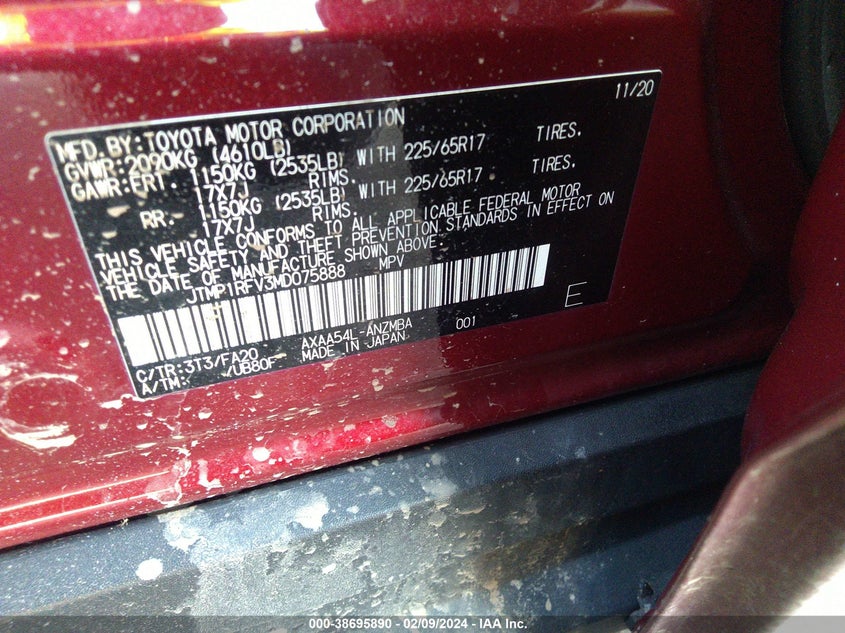 11/20
MFD.BY:TOYOTA MOTOR CORPORATION
GVWR:2090KG (4610LB)
GAWR:FRT. 1150KG (2535LB) WITH 225/65R17 TIRES.
17X7J RIMS.
RR. 1150KG (2535LB) WITH 225/65R17 TIRES.
17X7J RIMS.
THIS VEHICLE CONFORMS TO ALL APPLICABLE FEDERAL MOTOR
VEHICLE SAFETY AND THEFT PREVENTION STANDARDS IN EFFECT ON
THE DATE OF MANUFACTURE SHOWN ABOVE.
JTMP1RFV3MD075888 MPV
E
C/TR:3T3/FA20 AXAA54L-ANZMBA 001
A/TM: /UB80F MADE IN JAPAN
000-38695890 - 02/09/2024 - IAA Inc.